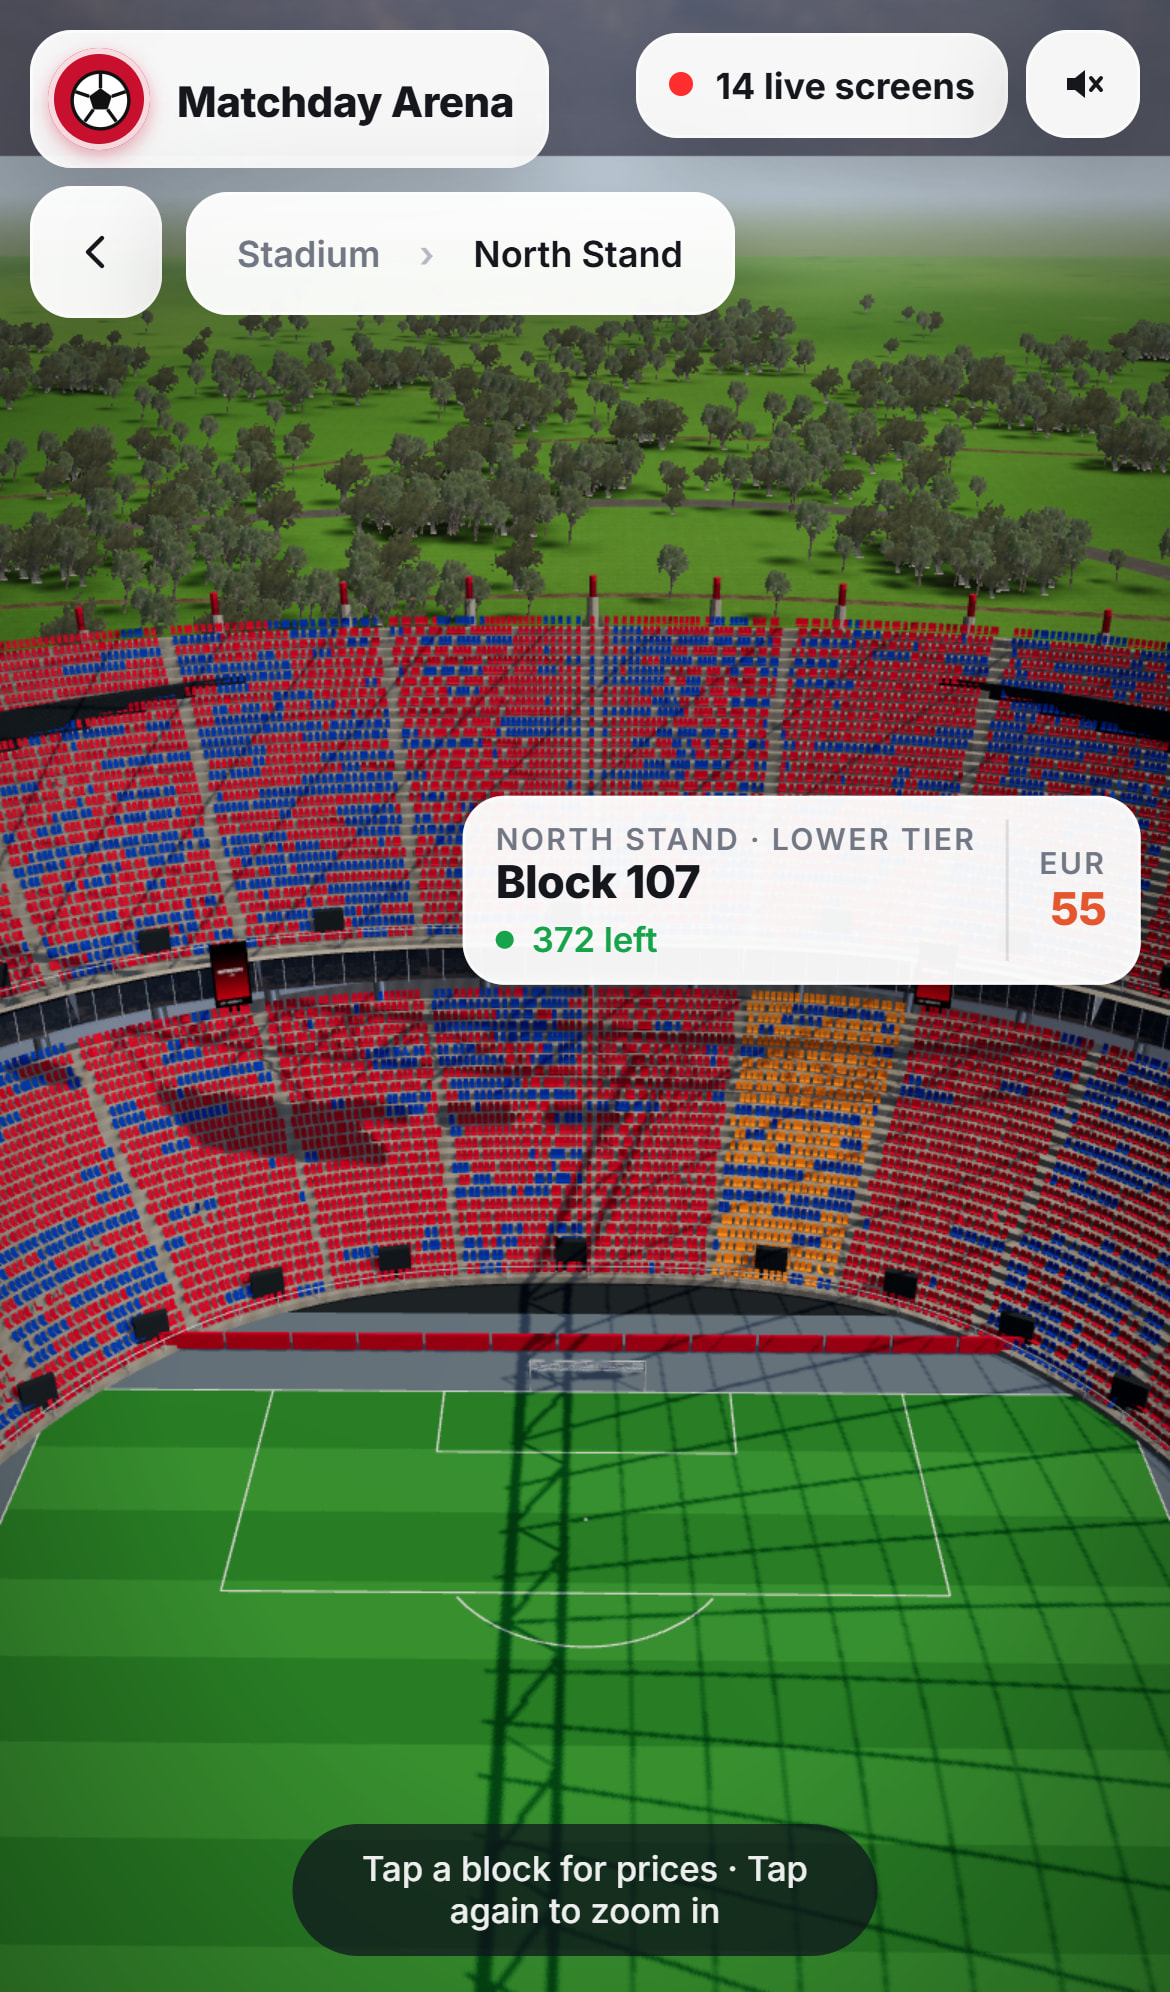 Matchday Arena
14 live screens
Stadium › North Stand
NORTH STAND · LOWER TIER
Block 107
372 left
EUR
55
Tap a block for prices · Tap
again to zoom in